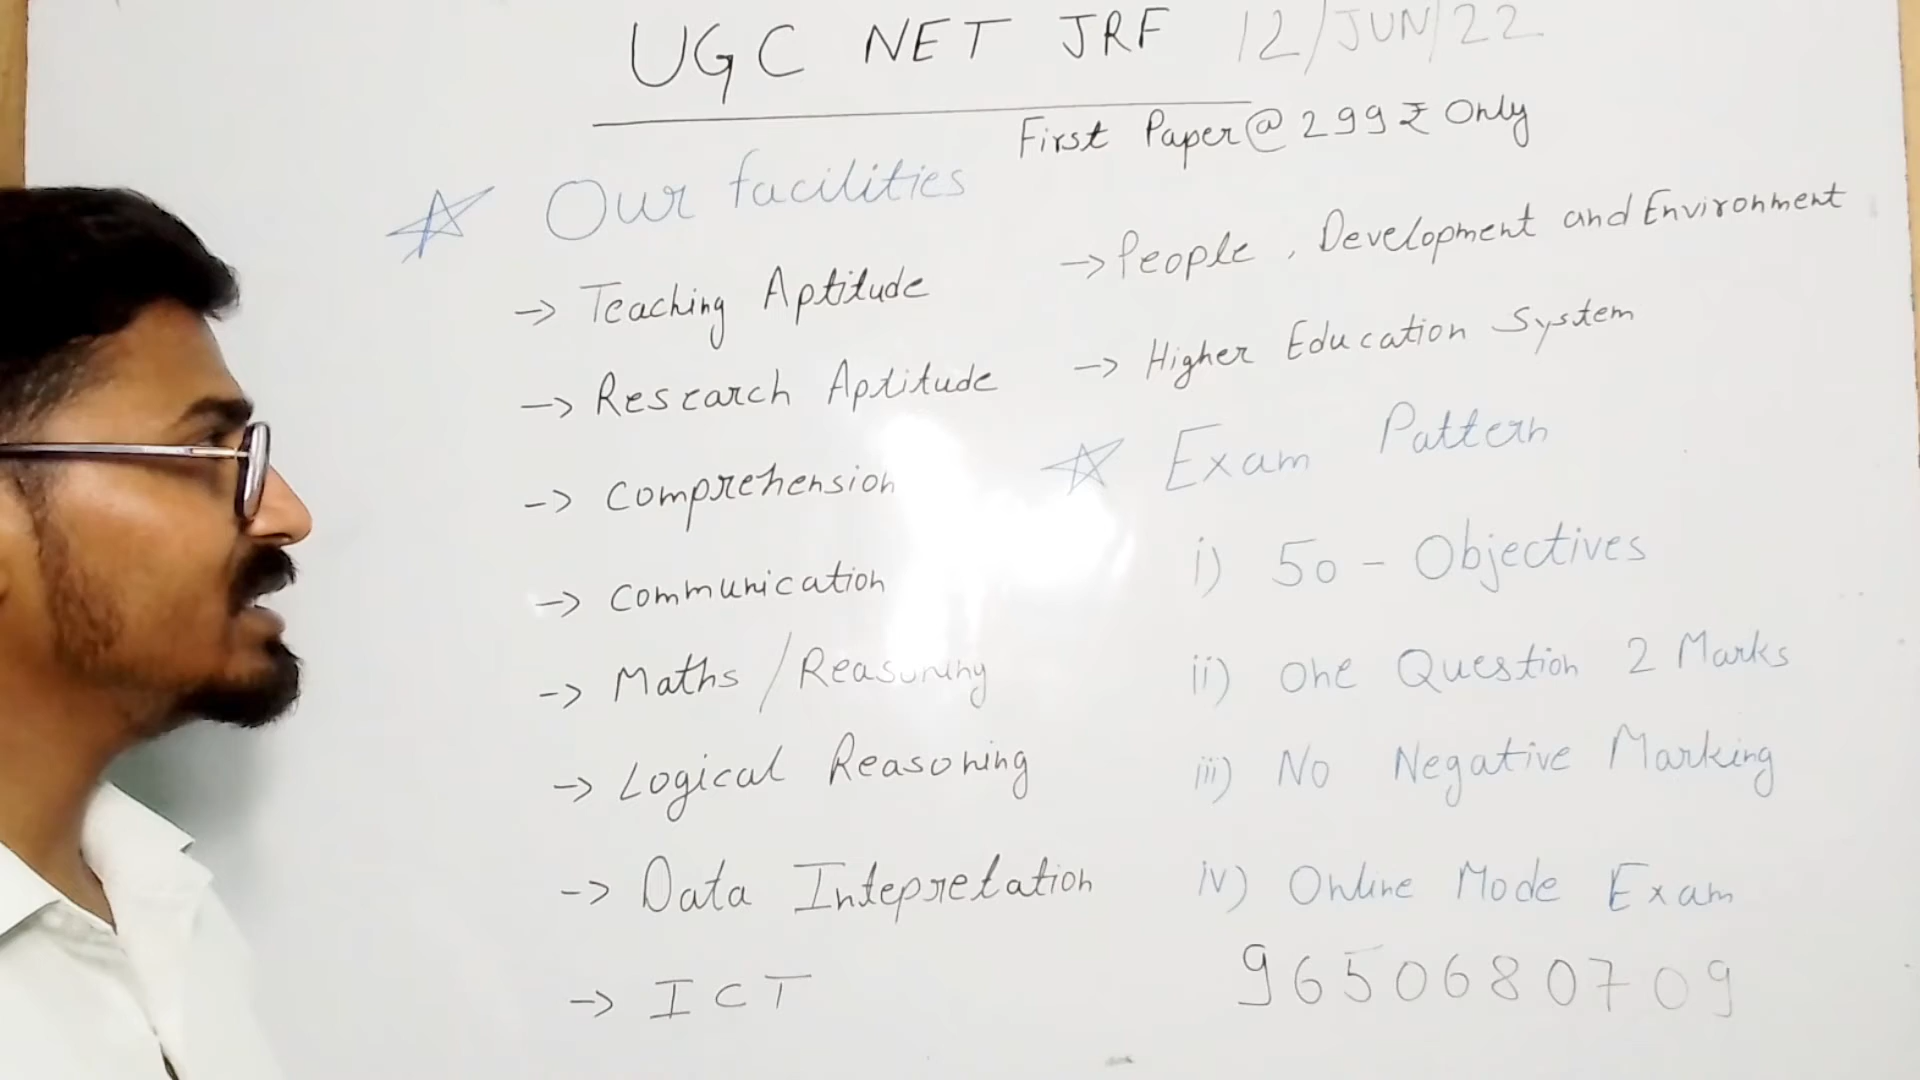 UGC NET JRF 12/JUN/22
First Paper@299₹ Only
Our facilities
-> Teaching Aptitude
-> Research Aptitude
-> Comprehension
-> Communication
-> Maths / Reasoning
-> Logical Reasoning
-> Data Intepretation
-> ICT
-> People, Development and Environment
-> Higher Education System
Exam Pattern
i) 50 - Objectives
ii) One Question 2 Marks
iii) No Negative Marking
iv) Online Mode Exam
9650680709